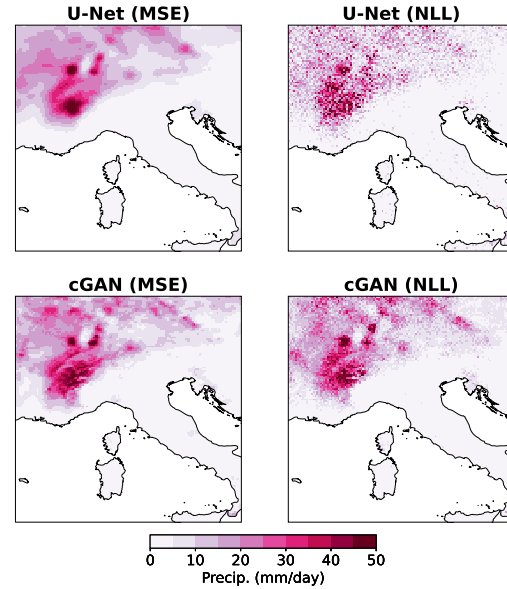 U-Net (MSE)
U-Net (NLL)
cGAN (MSE)
cGAN (NLL)
0 10 20 30 40 50
Precip. (mm/day)